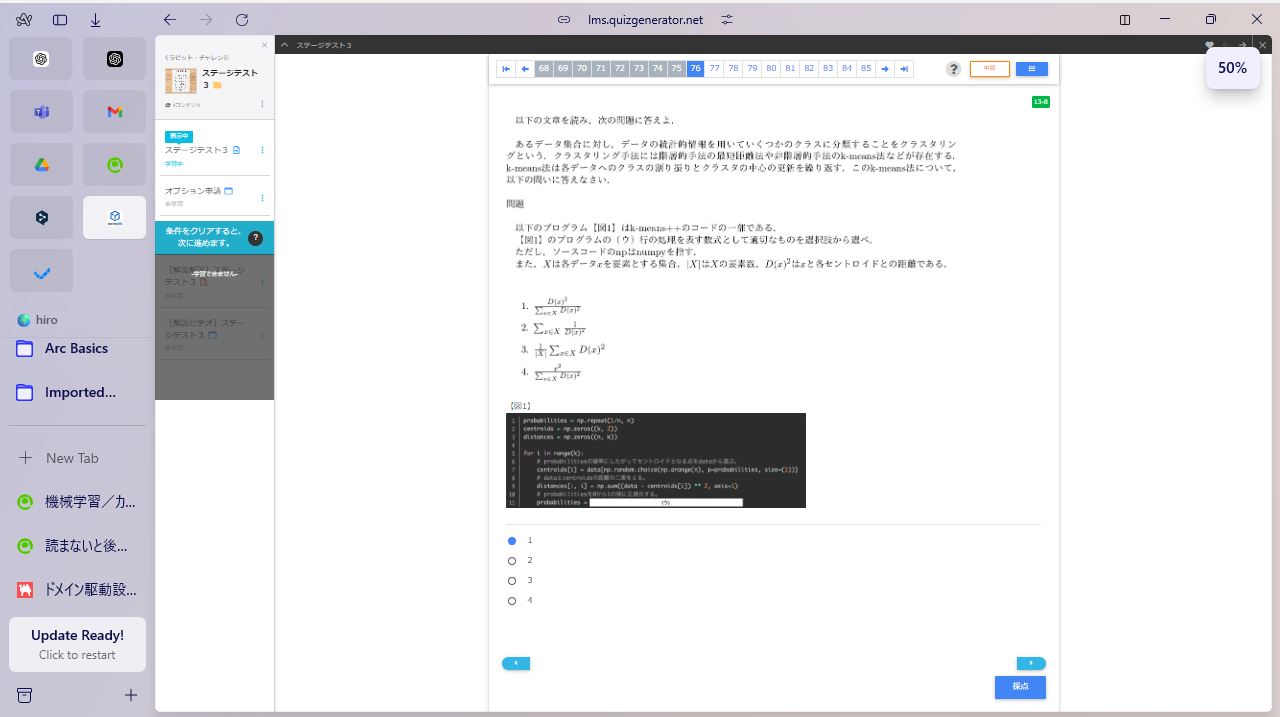 lms.ai-market.net
50%
ステージテスト３
ラビット・チャレンジ
ステージテスト
3
4コンテンツ
表示中
ステージテスト３
学習中
オプション申請
未学習
条件をクリアすると、
次に進めます。
?
［解説動画］ステージ
テスト３
学習できません
未学習
［解説ビデオ］ステー
ジテスト３
未学習
hiro
Arc Basics
Imported...
New Tab
機械学習／カ...
読まないと後...
ドメイン駆動設...
Update Ready!
Click to restart
68 69 70 71 72 73 74 75 76 77 78 79 80 81 82 83 84 85
?
中断
13-8
以下の文章を読み，次の問題に答えよ．
あるデータ集合に対し，データの統計的情報を用いていくつかのクラスに分類することをクラスタリン
グという．クラスタリング手法には階層的手法の最短距離法や非階層的手法のk-means法などが存在する．
k-means法は各データへのクラスの割り振りとクラスタの中心の更新を繰り返す．このk-means法について，
以下の問いに答えなさい．
問題
以下のプログラム【図1】はk-means++のコードの一部である．
【図1】のプログラムの（ウ）行の処理を表す数式として適切なものを選択肢から選べ．
ただし，ソースコードのnpはnumpyを指す．
また，Xは各データxを要素とする集合，|X|はXの要素数，D(x)²はxと各セントロイドとの距離である．
1. D(x)² / ∑x∈X D(x)²
2. ∑x∈X 1 / D(x)²
3. 1 / |X| ∑x∈X D(x)²
4. x² / ∑x∈X D(x)²
【図1】
1 probabilities = np.repeat(1/n, n)
2 centroids = np.zeros((k, 2))
3 distances = np.zeros((n, k))
4
5 for i in range(k):
6 # probabilitiesの確率にしたがってセントロイドとなる点をdataから選ぶ。
7 centroids[i] = data[np.random.choice(np.arange(n), p=probabilities, size=(1))]
8 # dataとcentroidsの距離の二乗をとる。
9 distances[:, i] = np.sum((data - centroids[i]) ** 2, axis=1)
10 # probabilitiesを0から1の値に正規化する。
11 probabilities = (ウ)
1
2
3
4
採点